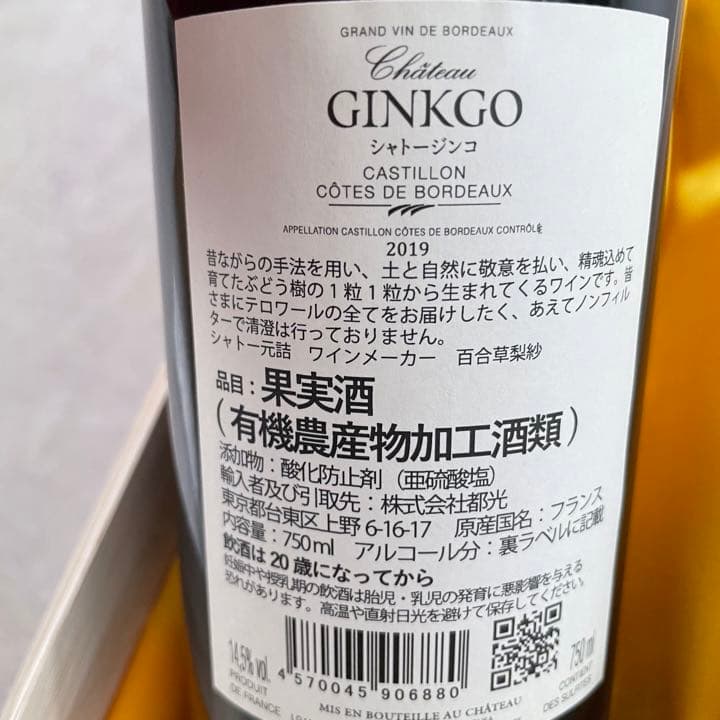 GRAND VIN DE BORDEAUX
Château
GINKGO
シャトージンコ
CASTILLON
CÔTES DE BORDEAUX
APPELLATION CASTILLON CÔTES DE BORDEAUX CONTRÔLÉE
2019
昔ながらの手法を用い、土と自然に敬意を払い、精魂込めて
育てたぶどう樹の1粒1粒から生まれてくるワインです。皆
さまにテロワールの全てをお届けしたく、あえてノンフィル
ターで清澄は行っておりません。
シャトー元詰 ワインメーカー 百合草梨紗
品目：果実酒
(有機農産物加工酒類)
添加物：酸化防止剤（亜硫酸塩）
輸入者及び引取先：株式会社都光
東京都台東区上野 6-16-17 原産国名：フランス
内容量：750ml アルコール分：裏ラベルに記載
飲酒は20歳になってから
妊娠中や授乳期の飲酒は胎児・乳児の発育に悪影響を与える
恐れがあります。高温や直射日光を避けて保存してください。
14,5% vol.
PRODUIT
DE FRANCE
4 570045 906880
750 ml
CONTIENT
DES SULFITES
MIS EN BOUTEILLE AU CHÂTEAU